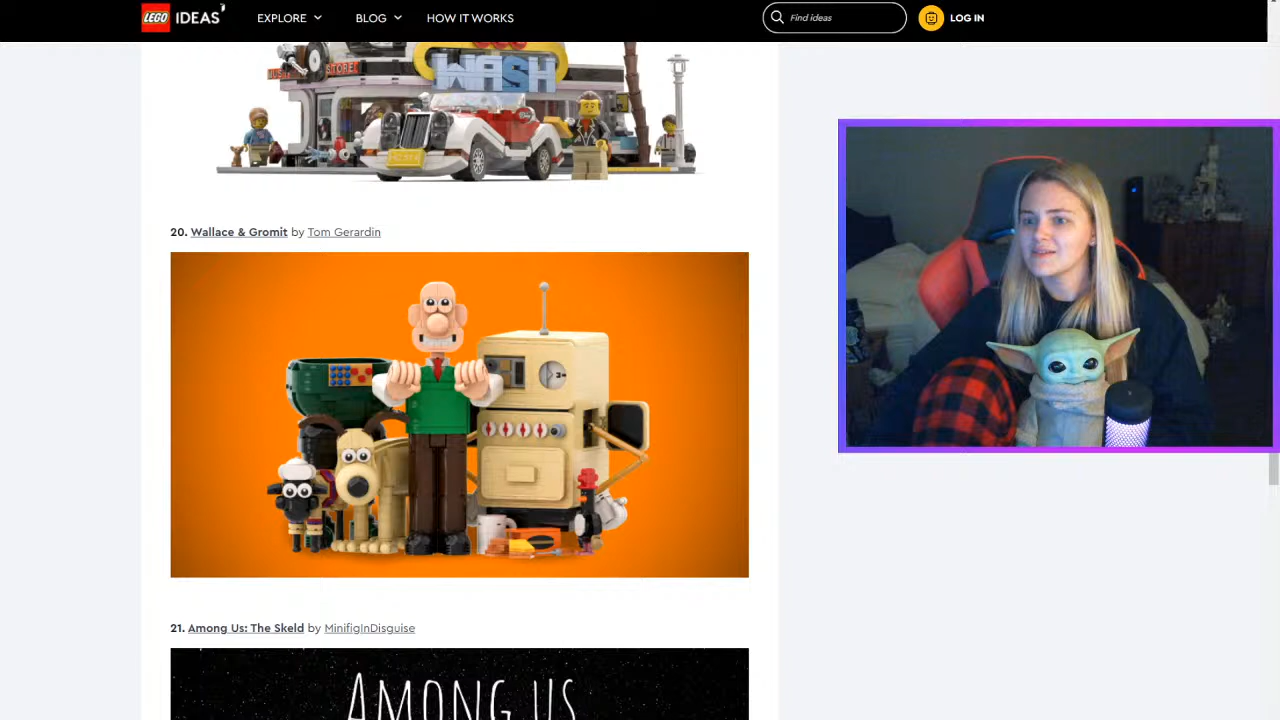 LEGO IDEAS EXPLORE BLOG HOW IT WORKS Find ideas LOG IN
STORE
WASH
20. Wallace & Gromit by Tom Gerardin
21. Among Us: The Skeld by MinifigInDisguise
AMONG US